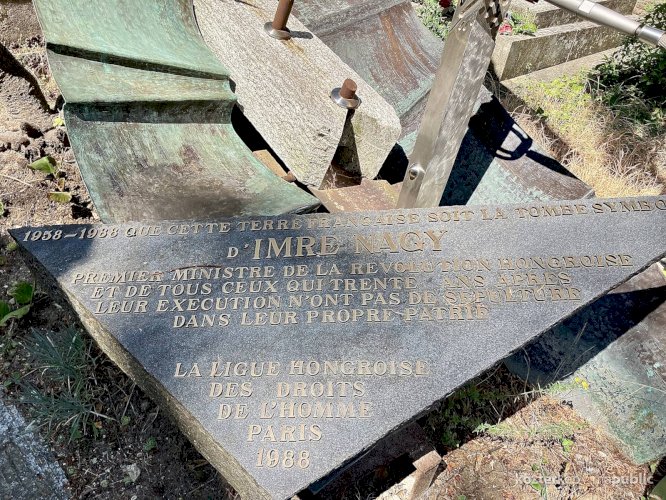 1958-1988 QUE CETTE TERRE FRANCAISE SOIT LA TOMBE SYMBO
D'IMRE NAGY
PREMIER MINISTRE DE LA REVOLUTION HONGROISE
ET DE TOUS CEUX QUI TRENTE ANS APRÈS
LEUR EXECUTION N'ONT PAS DE SEPULTURE
DANS LEUR PROPRE PATRIE
LA LIGUE HONGROISE
DES DROITS
DE L'HOMME
PARIS
1988